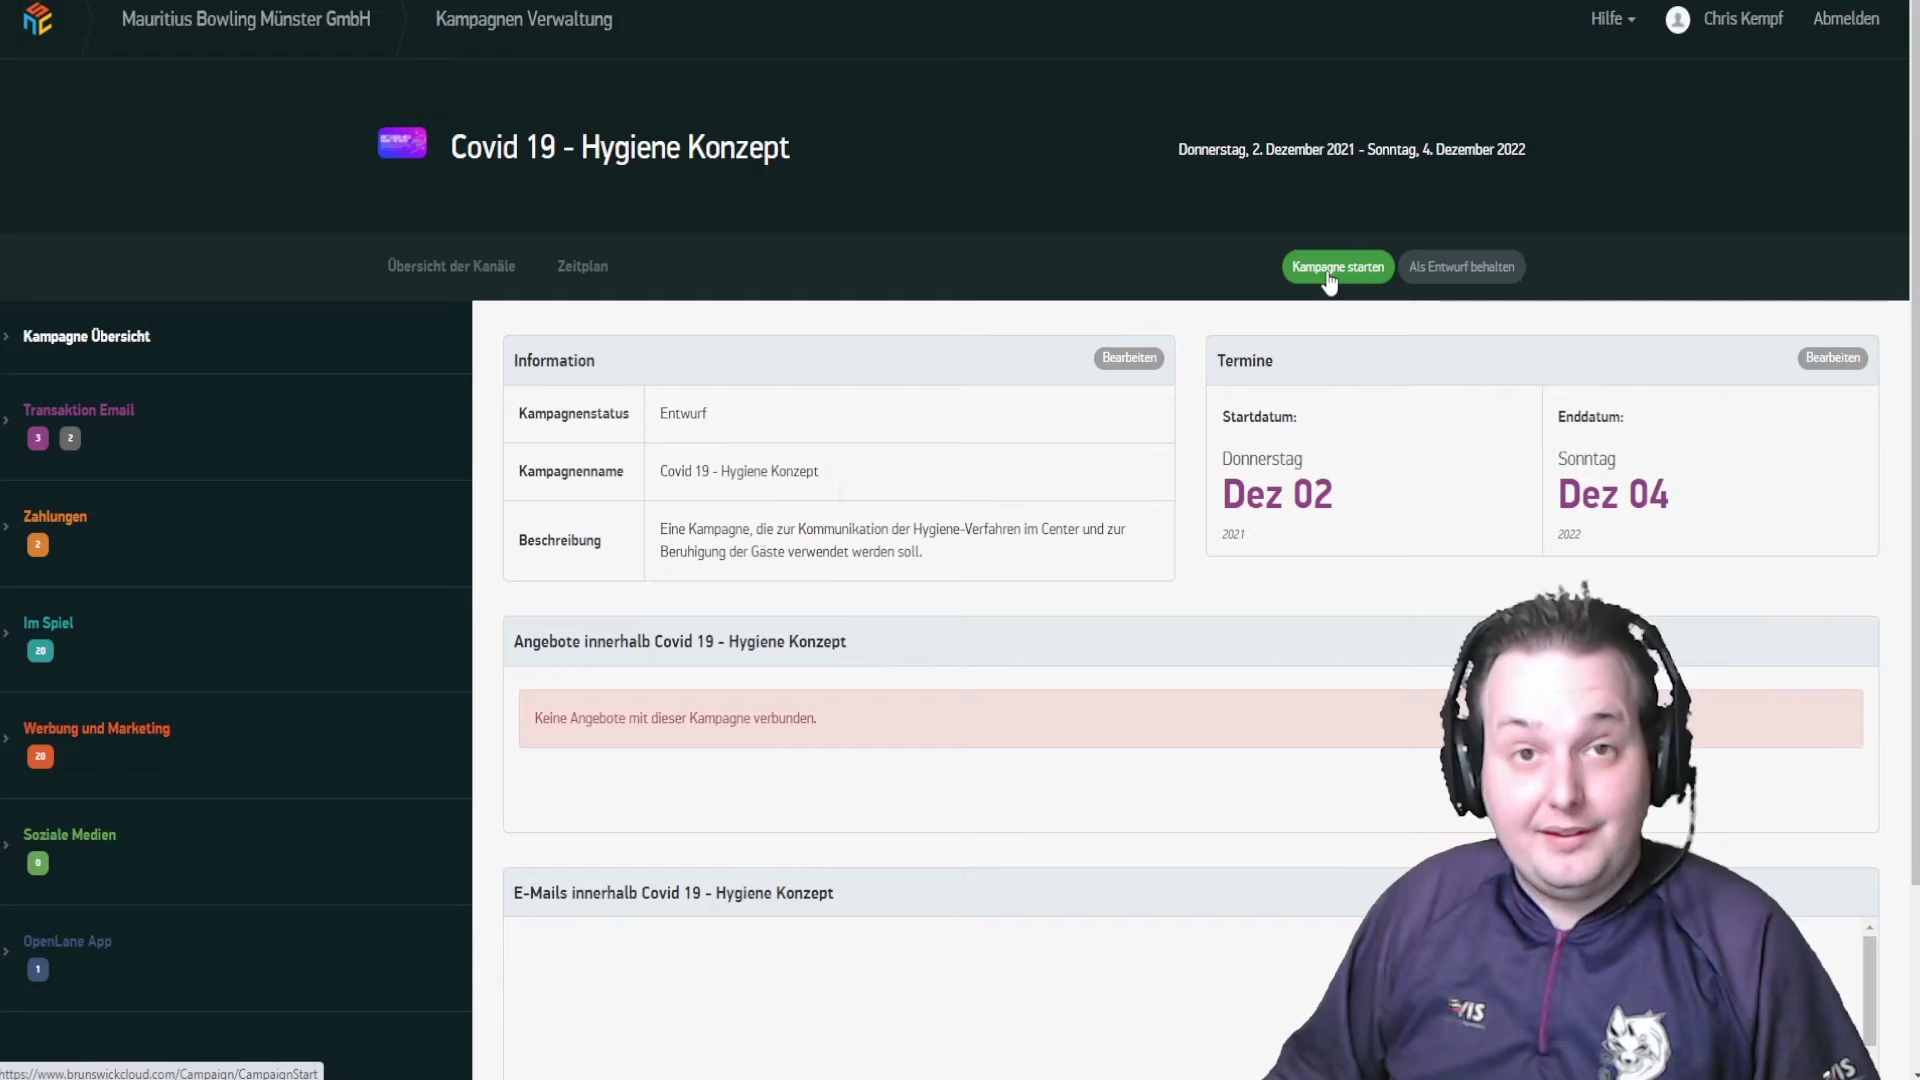 Mauritius Bowling Münster GmbH
Kampagnen Verwaltung
Hilfe
Chris Kempf
Abmelden
Covid 19 - Hygiene Konzept
Donnerstag, 2. Dezember 2021 - Sonntag, 4. Dezember 2022
Übersicht der Kanäle
Zeitplan
Kampagne starten
Als Entwurf behalten
Kampagne Übersicht
Transaktion Email
3 2
Zahlungen
2
Im Spiel
20
Werbung und Marketing
20
Soziale Medien
0
OpenLane App
1
Information
Bearbeiten
Kampagnenstatus
Entwurf
Kampagnenname
Covid 19 - Hygiene Konzept
Beschreibung
Eine Kampagne, die zur Kommunikation der Hygiene-Verfahren im Center und zur
Beruhigung der Gäste verwendet werden soll.
Termine
Bearbeiten
Startdatum:
Donnerstag
Dez 02
2021
Enddatum:
Sonntag
Dez 04
2022
Angebote innerhalb Covid 19 - Hygiene Konzept
Keine Angebote mit dieser Kampagne verbunden.
E-Mails innerhalb Covid 19 - Hygiene Konzept
VIS
https://www.brunswickcloud.com/Campaign/CampaignStart